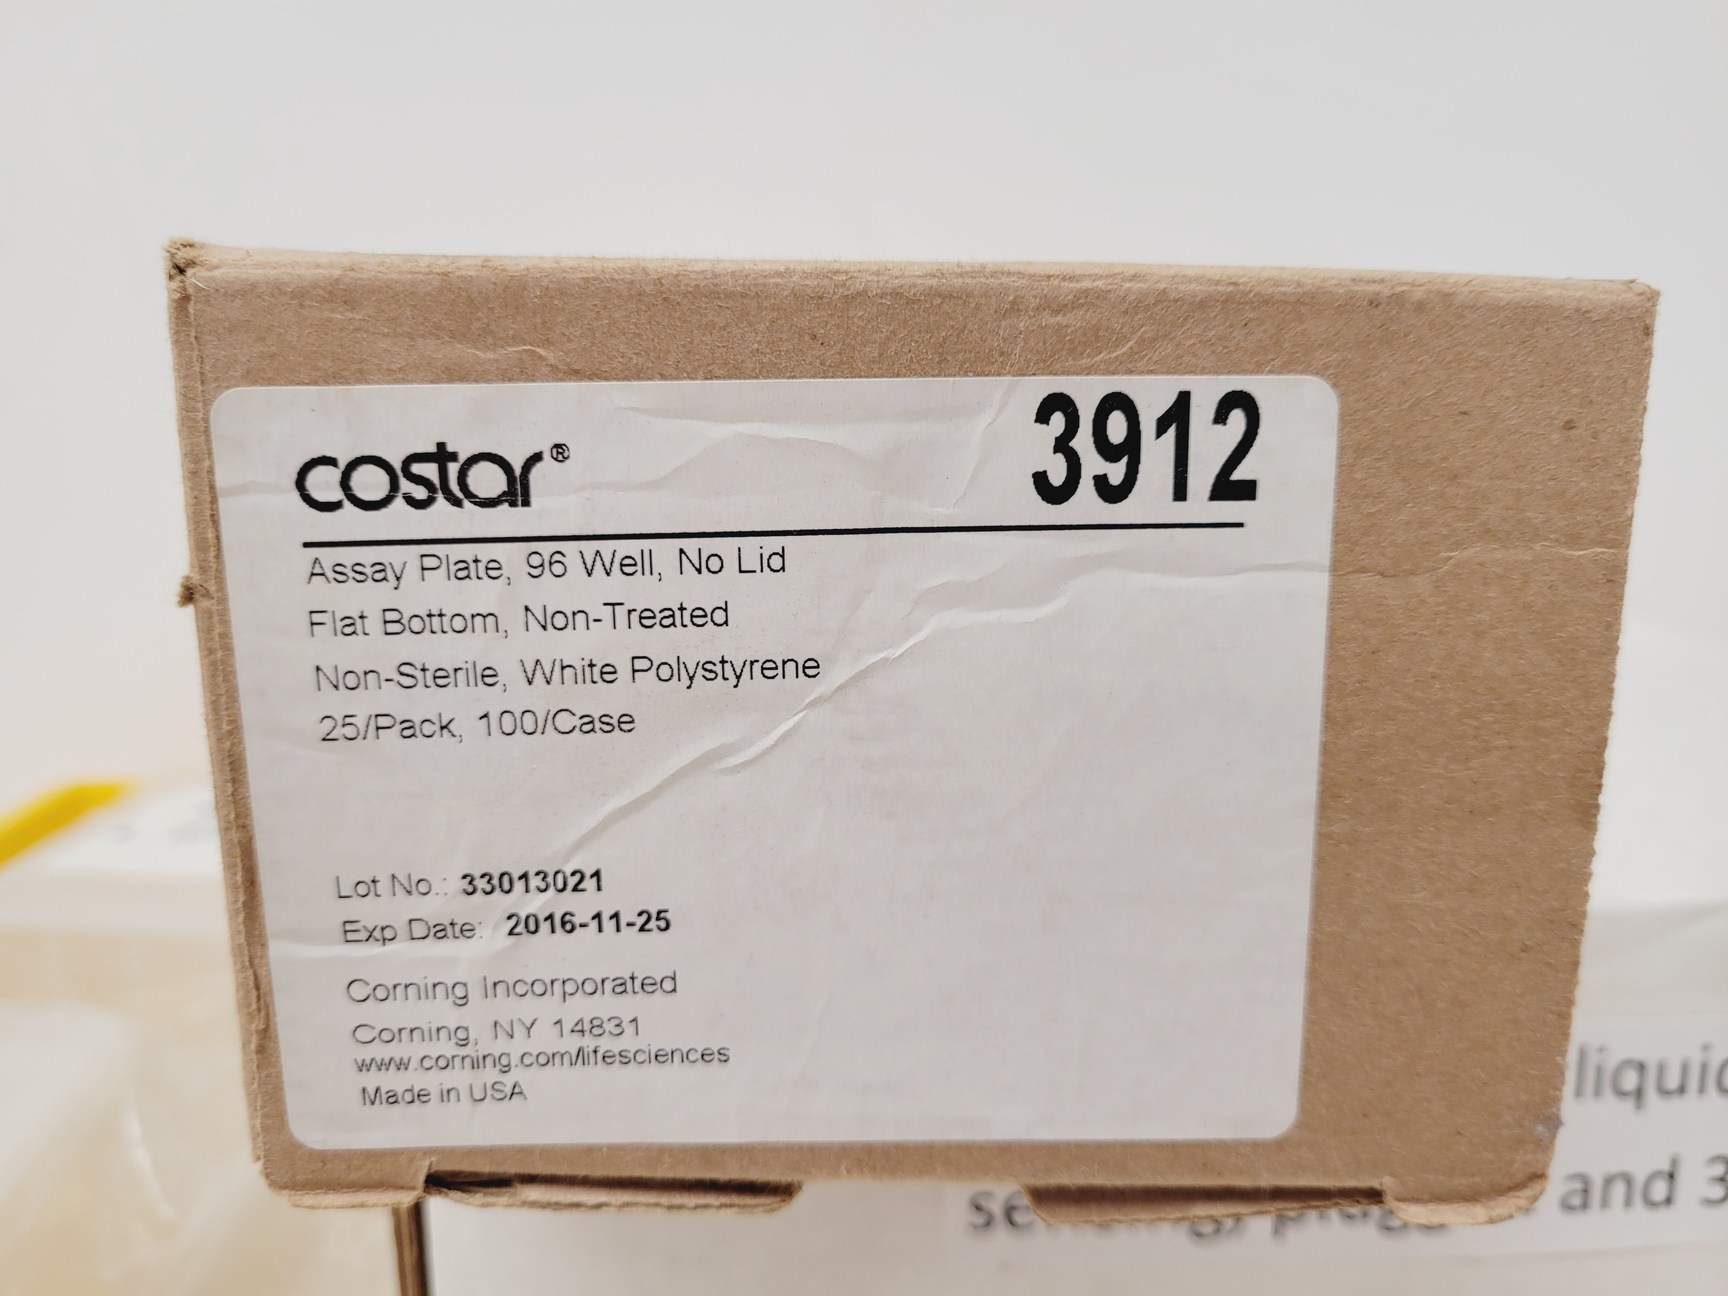 costar®
3912
Assay Plate, 96 Well, No Lid
Flat Bottom, Non-Treated
Non-Sterile, White Polystyrene
25/Pack, 100/Case
Lot No.: 33013021
Exp Date: 2016-11-25
Corning Incorporated
Corning, NY 14831
www.corning.com/lifesciences
Made in USA
and 3